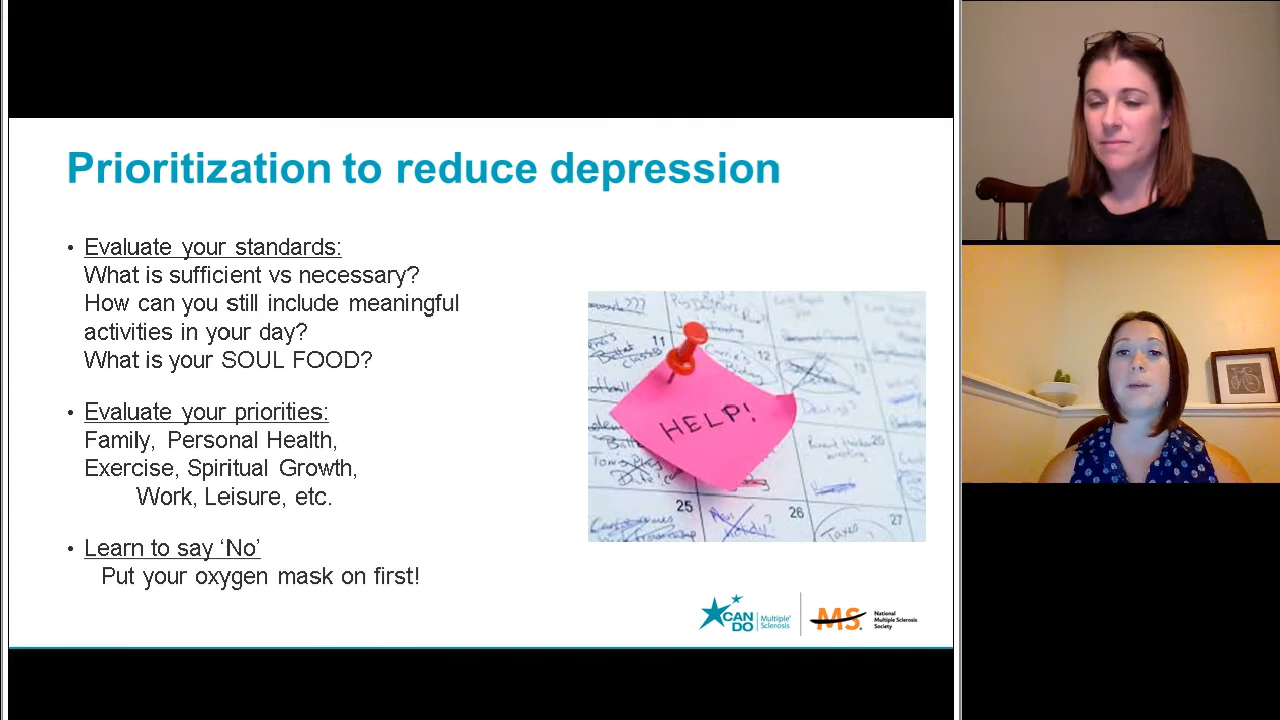 Prioritization to reduce depression
• Evaluate your standards:
What is sufficient vs necessary?
How can you still include meaningful
activities in your day?
What is your SOUL FOOD?
• Evaluate your priorities:
Family, Personal Health,
Exercise, Spiritual Growth,
Work, Leisure, etc.
• Learn to say ‘No’
Put your oxygen mask on first!
11
12
HELP!
20
25
26
27
Taxes
CAN
DO
Multiple
Sclerosis
MS
National
Multiple Sclerosis
Society